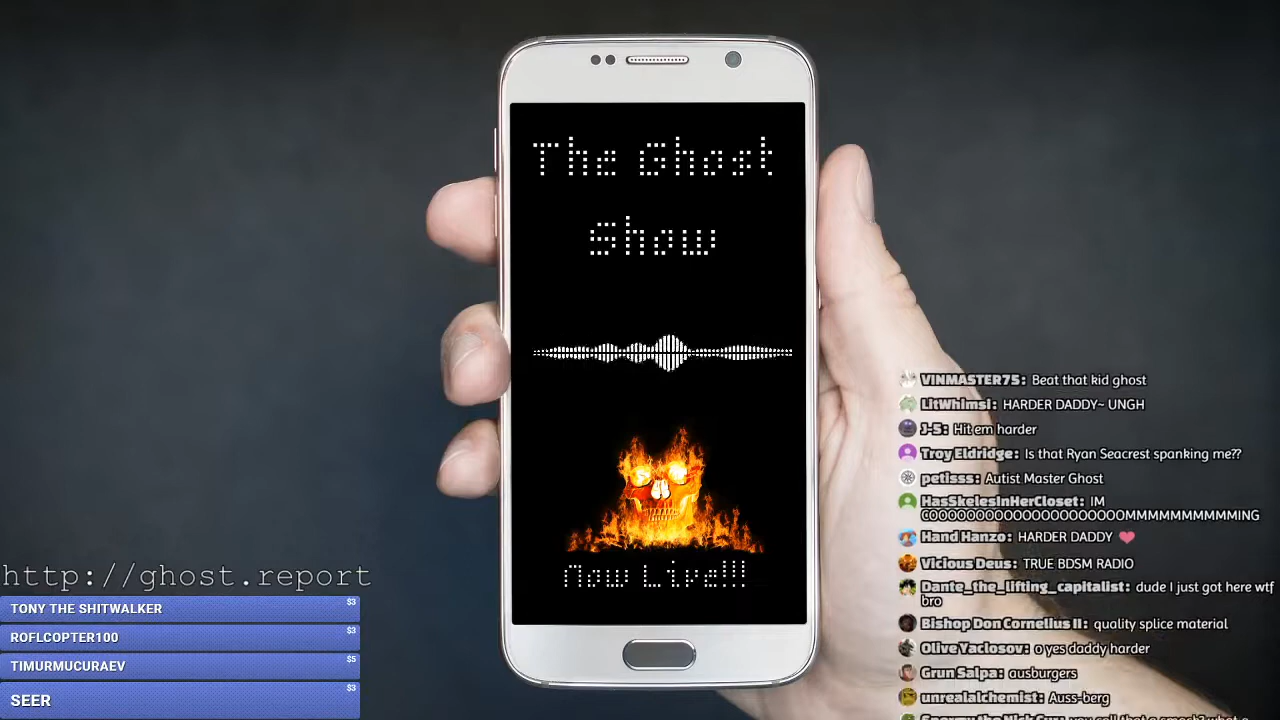 The Ghost
Show
Now Live!!!
http://ghost.report
TONY THE SHITWALKER $3
ROFLCOPTER100 $3
TIMURMUCURAEV $5
SEER $3
VINMASTER75: Beat that kid ghost
LitWhimsi: HARDER DADDY~ UNGH
J-5: Hit em harder
Troy Eldridge: Is that Ryan Seacrest spanking me??
petisss: Autist Master Ghost
HasSkelesInHerCloset: IM
Hand Hanzo: HARDER DADDY ❤
Vicious Deus: TRUE BDSM RADIO
Dante_the_lifting_capitalist: dude I just got here wtf
bro
Bishop Don Cornelius II: quality splice material
Olive Yaclosov: o yes daddy harder
Grun Salpa: ausburgers
unrealalchemist: Auss-berg